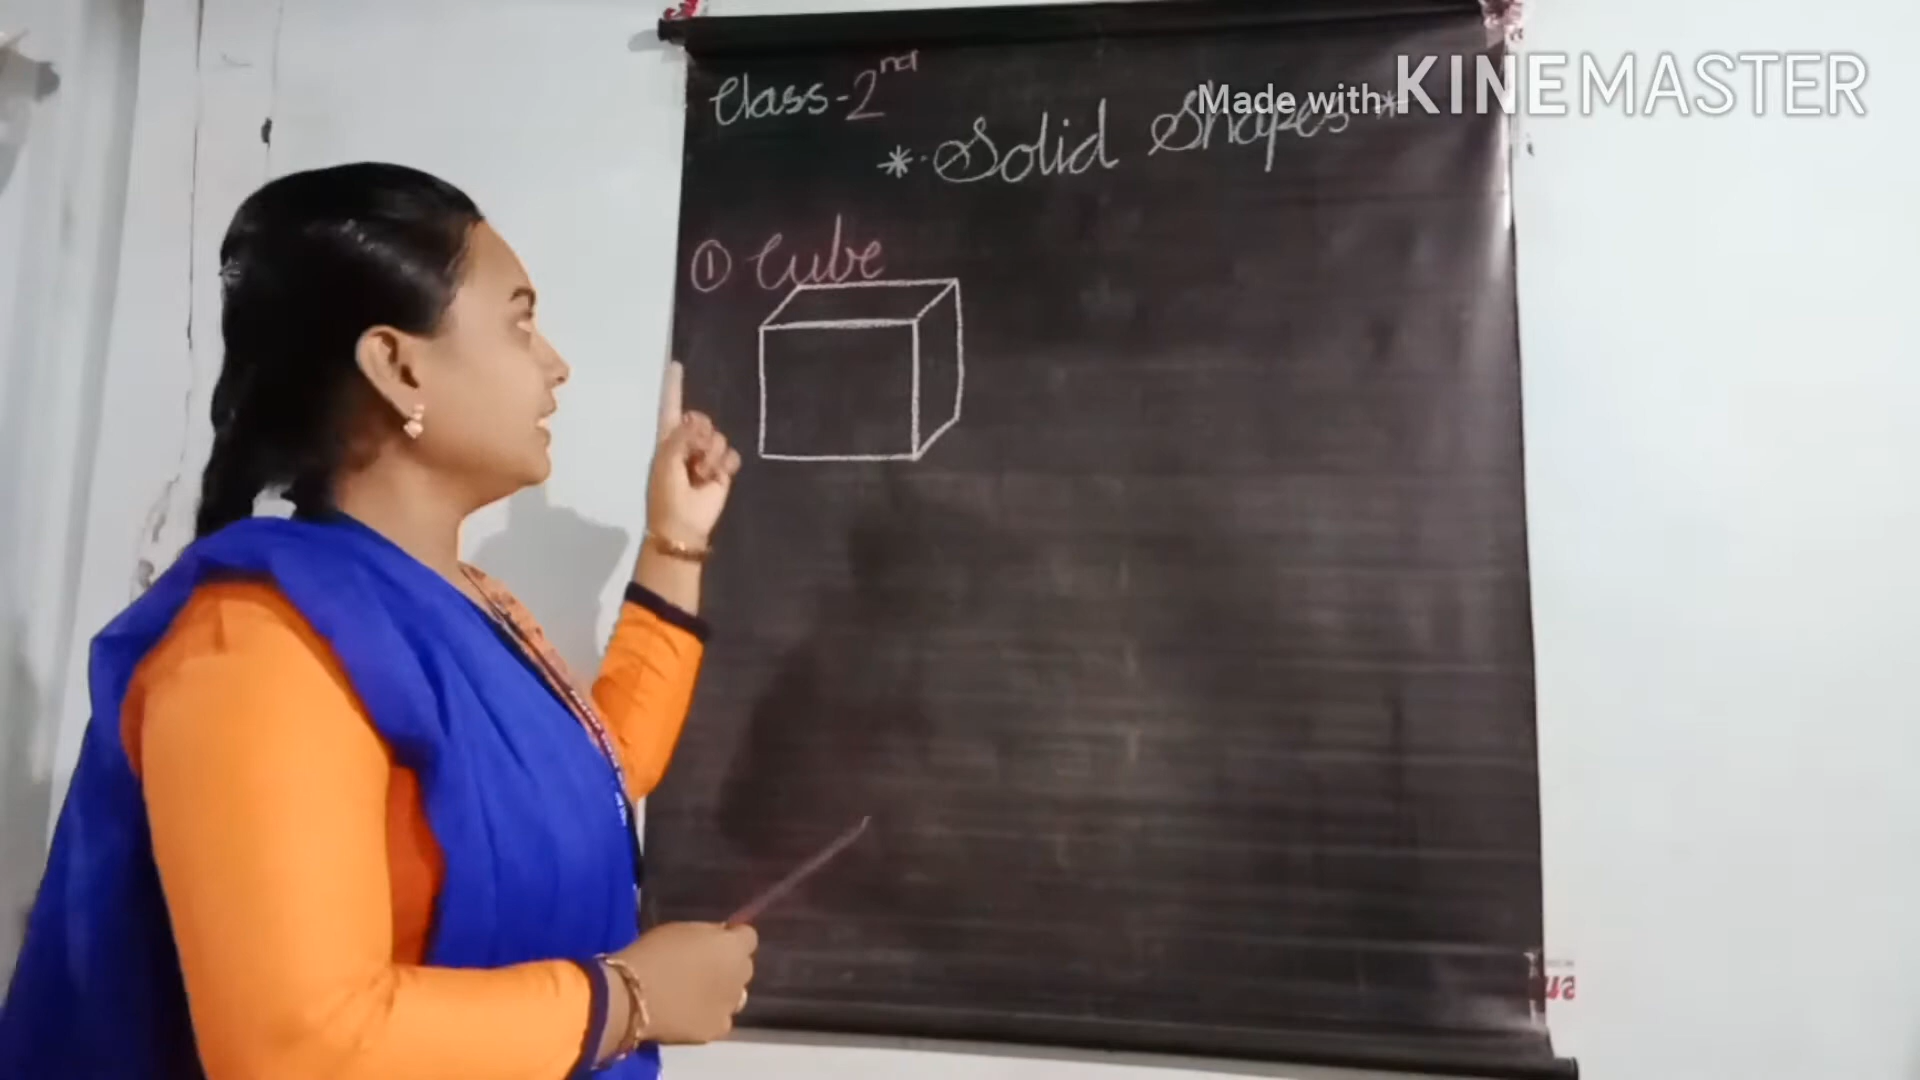 Class-2nd
Made with KINEMASTER
* Solid Shapes *
① Cube